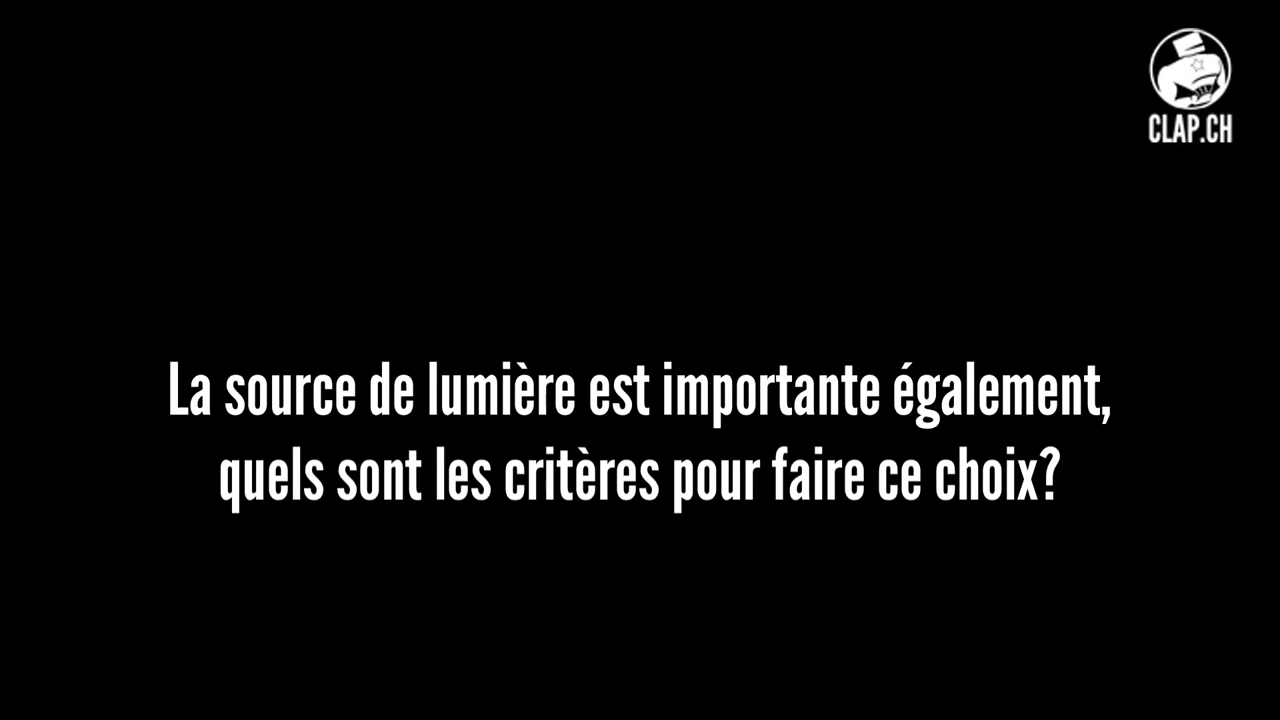 CLAP.CH
La source de lumière est importante également,
quels sont les critères pour faire ce choix?